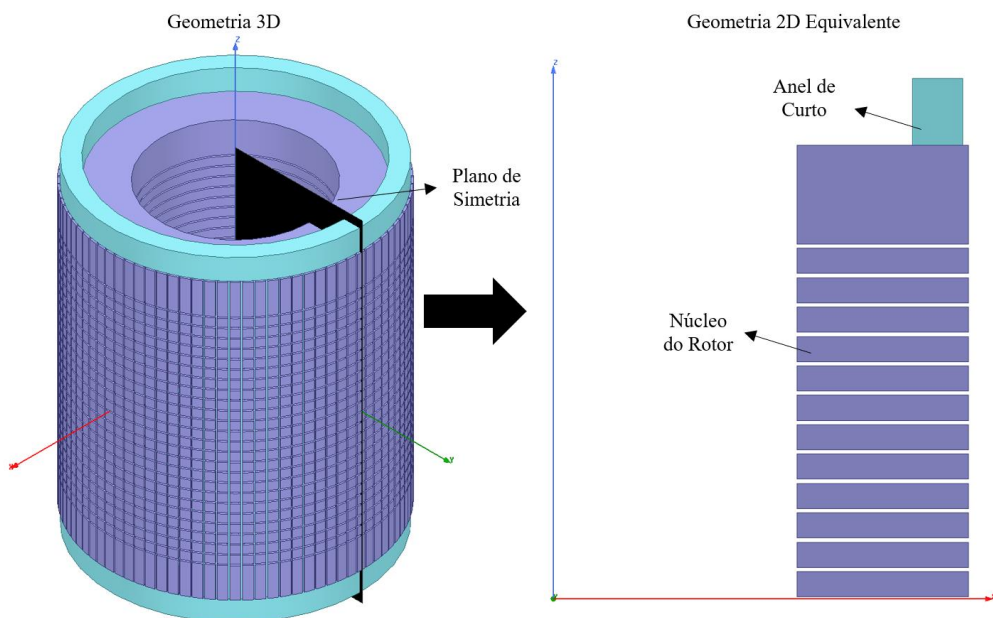 Geometria 3D
Geometria 2D Equivalente
Plano de
Simetria
Anel de
Curto
Núcleo
do Rotor
z
x
y
z